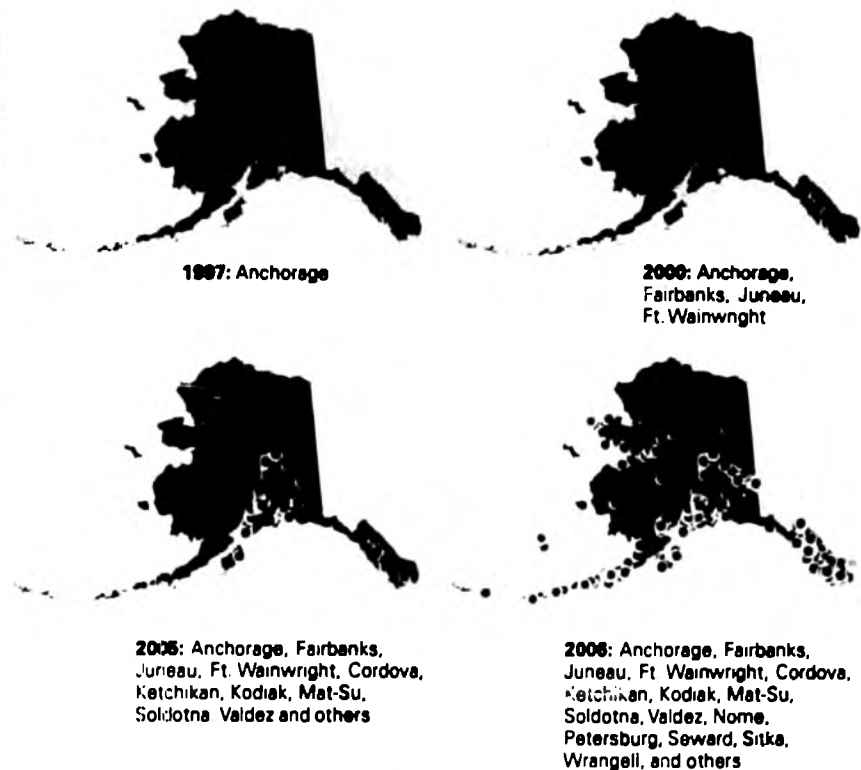 1997: Anchorage
2000: Anchorage,
Fairbanks, Juneau,
Ft. Wainwright
2005: Anchorage, Fairbanks,
Juneau, Ft. Wainwright, Cordova,
Ketchikan, Kodiak, Mat-Su,
Soldotna, Valdez and others
2006: Anchorage, Fairbanks,
Juneau, Ft. Wainwright, Cordova,
Ketchikan, Kodiak, Mat-Su,
Soldotna, Valdez, Nome,
Petersburg, Seward, Sitka,
Wrangell, and others